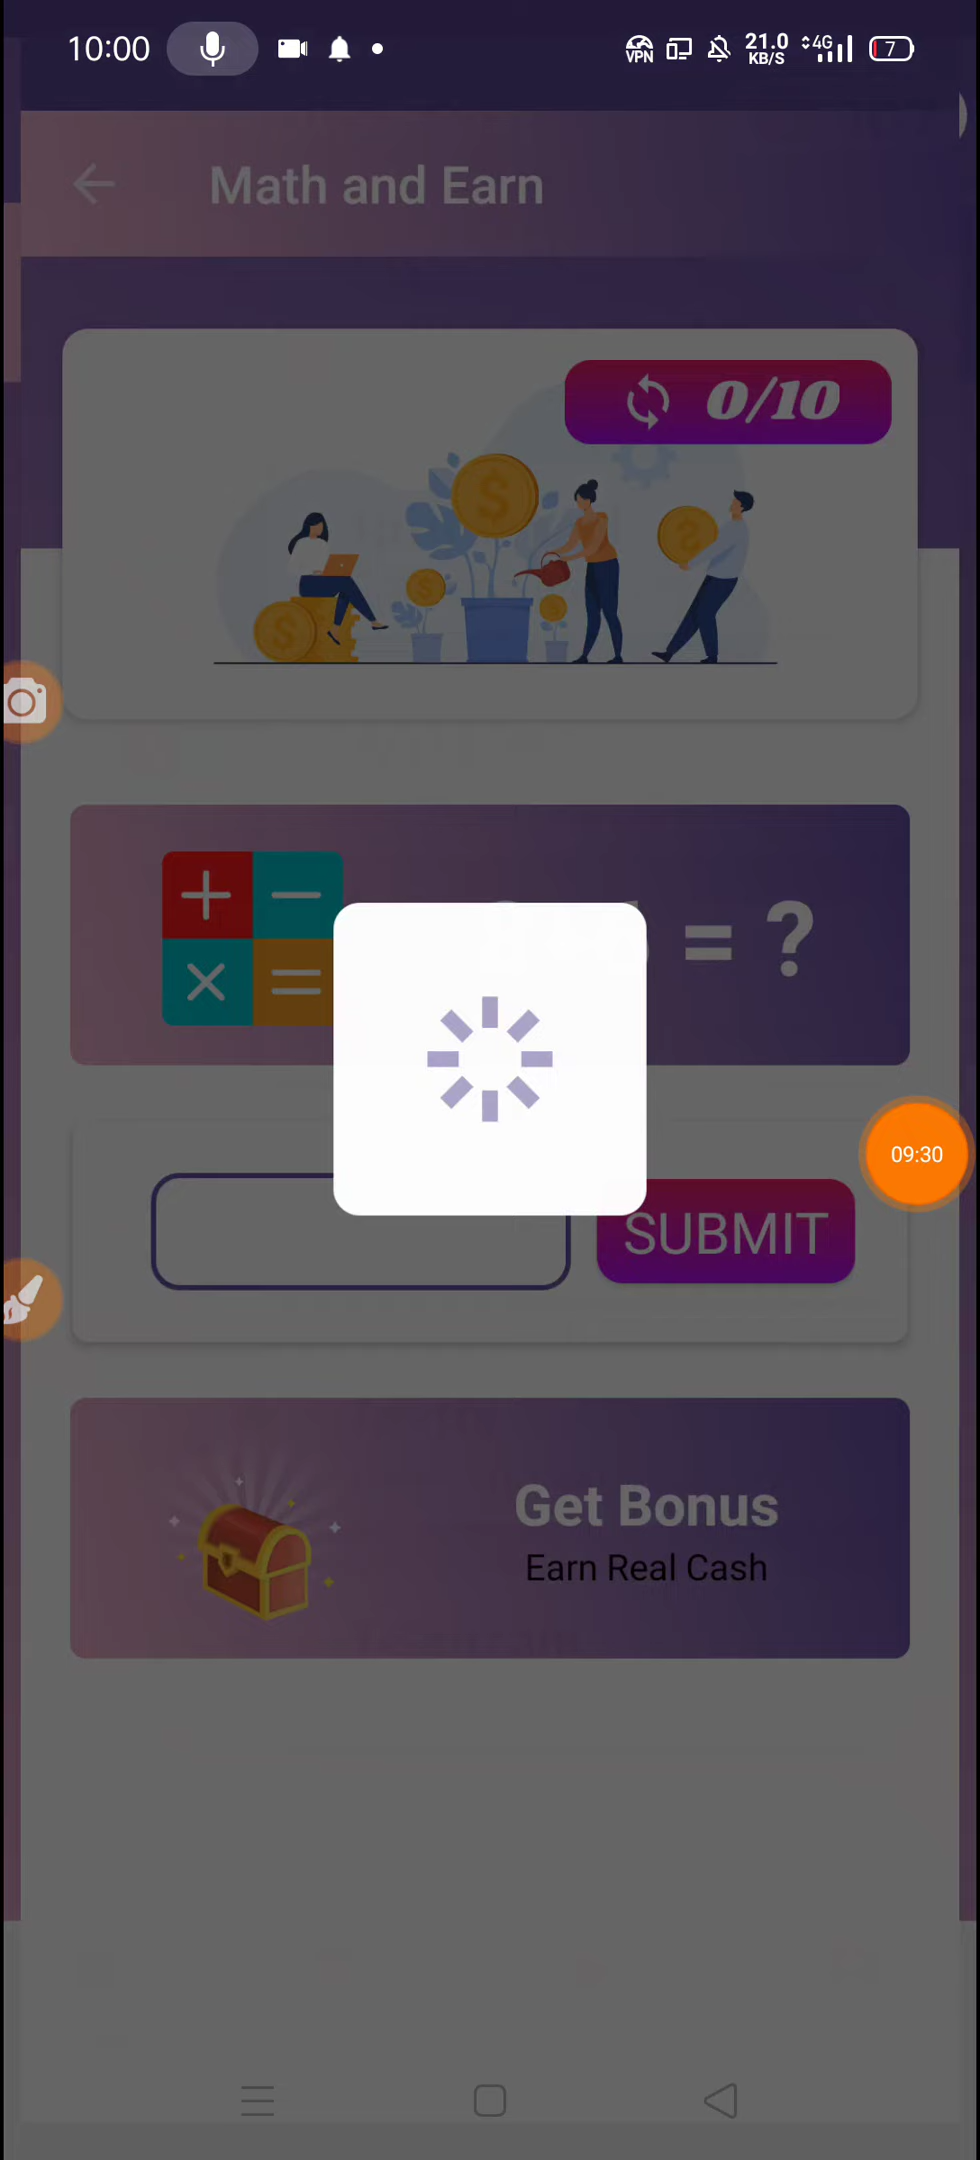 10:00
VPN
21.0
KB/S
4G
7
Math and Earn
0/10
= ?
09:30
SUBMIT
Get Bonus
Earn Real Cash